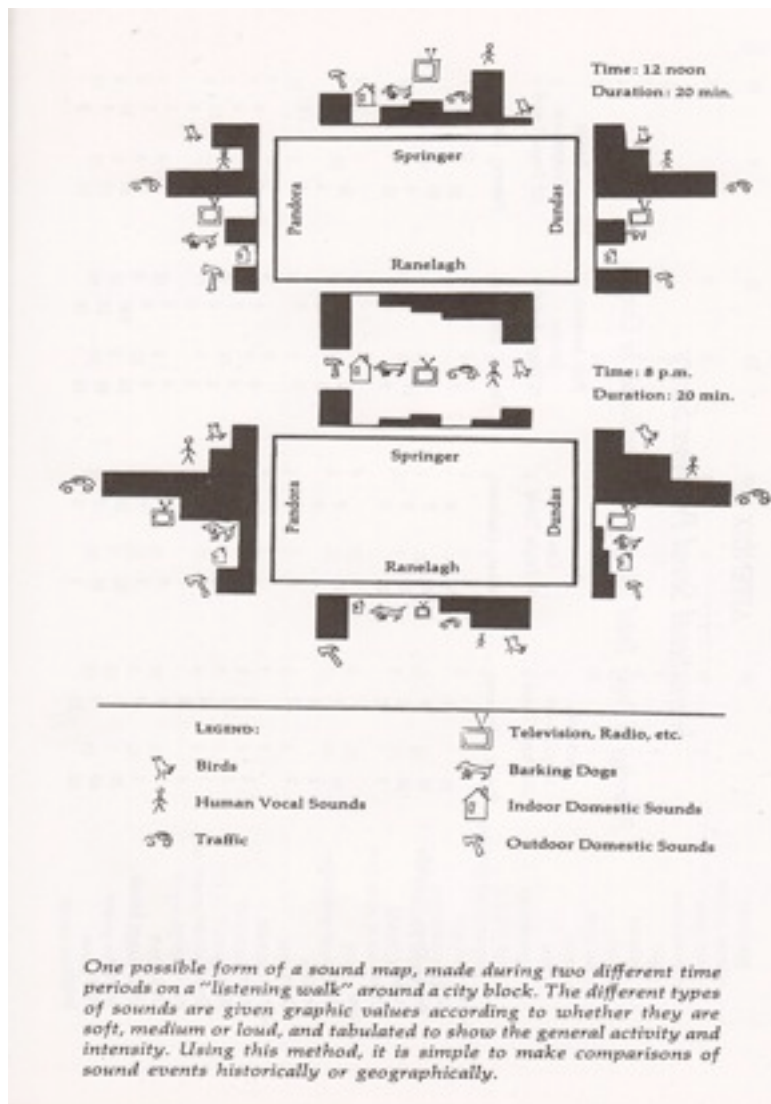 Time: 12 noon
Duration: 20 min.
Springer
Pandora
Dundas
Ranelagh
Time: 8 p.m.
Duration: 20 min.
Springer
Pandora
Dundas
Ranelagh
LEGEND:
Television, Radio, etc.
Birds
Barking Dogs
Human Vocal Sounds
Indoor Domestic Sounds
Traffic
Outdoor Domestic Sounds
One possible form of a sound map, made during two different time
periods on a "listening walk" around a city block. The different types
of sounds are given graphic values according to whether they are
soft, medium or loud, and tabulated to show the general activity and
intensity. Using this method, it is simple to make comparisons of
sound events historically or geographically.